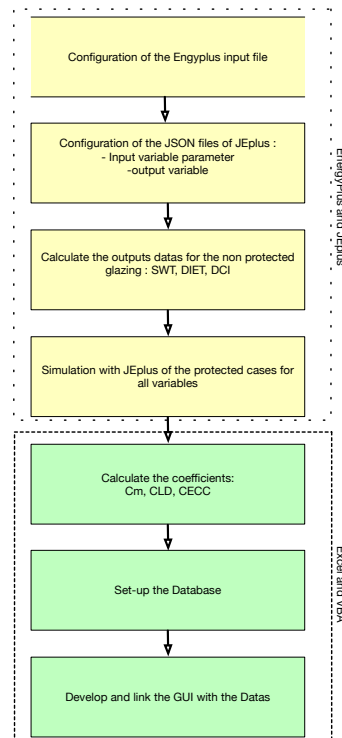 Configuration of the Engyplus input file
Configuration of the JSON files of JEplus :
- Input variable parameter
-output variable
Calculate the outputs datas for the non protected
glazing : SWT, DIET, DCI
Simulation with JEplus of the protected cases for
all variables
EnergyPlus and JEplus
Calculate the coefficients:
Cm, CLD, CECC
Set-up the Database
Develop and link the GUI with the Datas
Excel and VBA